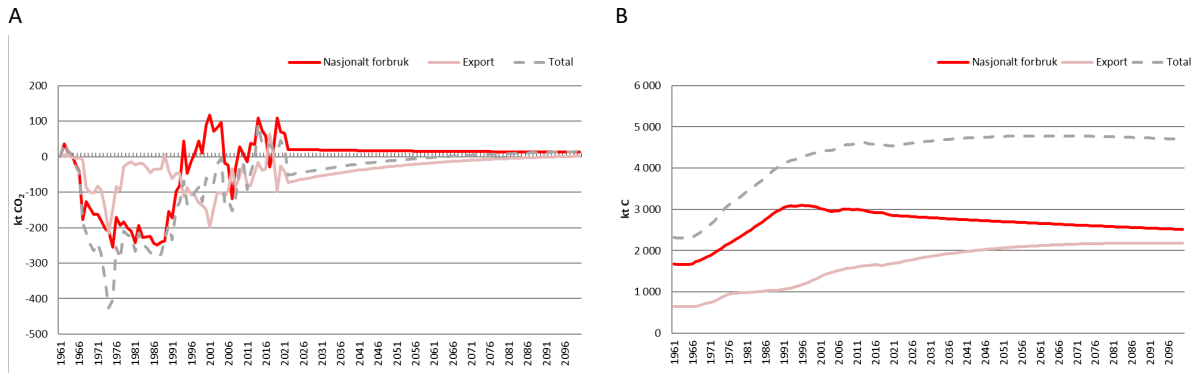 A
Nasjonalt forbruk Export Total
200
100
0
-100
-200
-300
-400
-500
kt CO₂
1961 1966 1971 1976 1981 1986 1991 1996 2001 2006 2011 2016 2021 2026 2031 2036 2041 2046 2051 2056 2061 2066 2071 2076 2081 2086 2091 2096
B
Nasjonalt forbruk Export Total
6 000
5 000
4 000
3 000
2 000
1 000
0
kt C
1961 1966 1971 1976 1981 1986 1991 1996 2001 2006 2011 2016 2021 2026 2031 2036 2041 2046 2051 2056 2061 2066 2071 2076 2081 2086 2091 2096